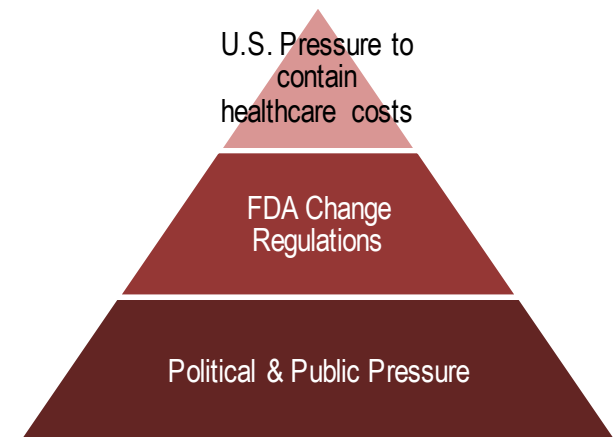 U.S. Pressure to
contain
healthcare costs
FDA Change
Regulations
Political & Public Pressure